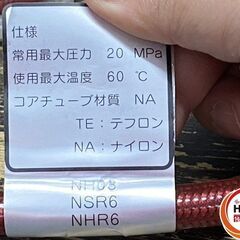 仕様
常用最大圧力 20 MPa
使用最大温度 60 ℃
コアチューブ材質 NA
TE：テフロン
NA：ナイロン
NH08
NSR6
NHR6